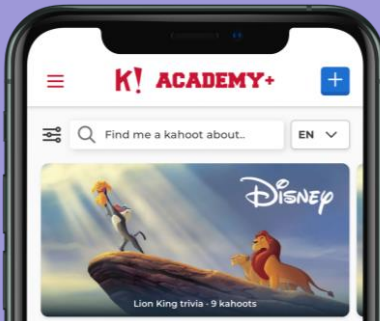 K! ACADEMY+
Find me a kahoot about..
EN
Disney
Lion King trivia · 9 kahoots